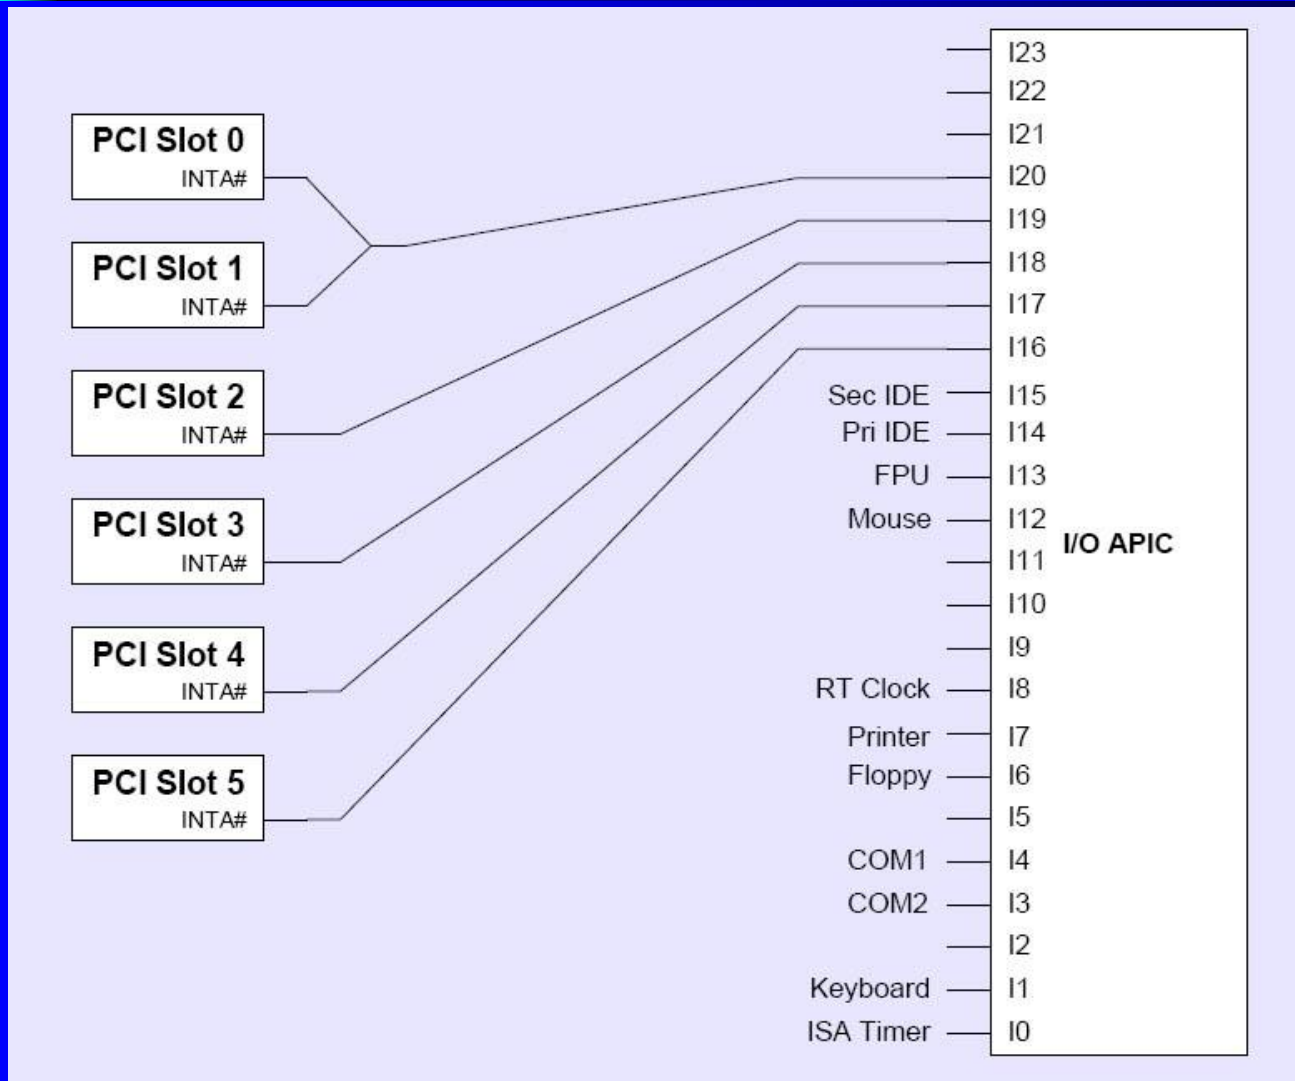 PCI Slot 0
INTA#
PCI Slot 1
INTA#
PCI Slot 2
INTA#
PCI Slot 3
INTA#
PCI Slot 4
INTA#
PCI Slot 5
INTA#
I23
I22
I21
I20
I19
I18
I17
I16
Sec IDE I15
Pri IDE I14
FPU I13
Mouse I12
I/O APIC
I11
I10
I9
RT Clock I8
Printer I7
Floppy I6
I5
COM1 I4
COM2 I3
I2
Keyboard I1
ISA Timer I0